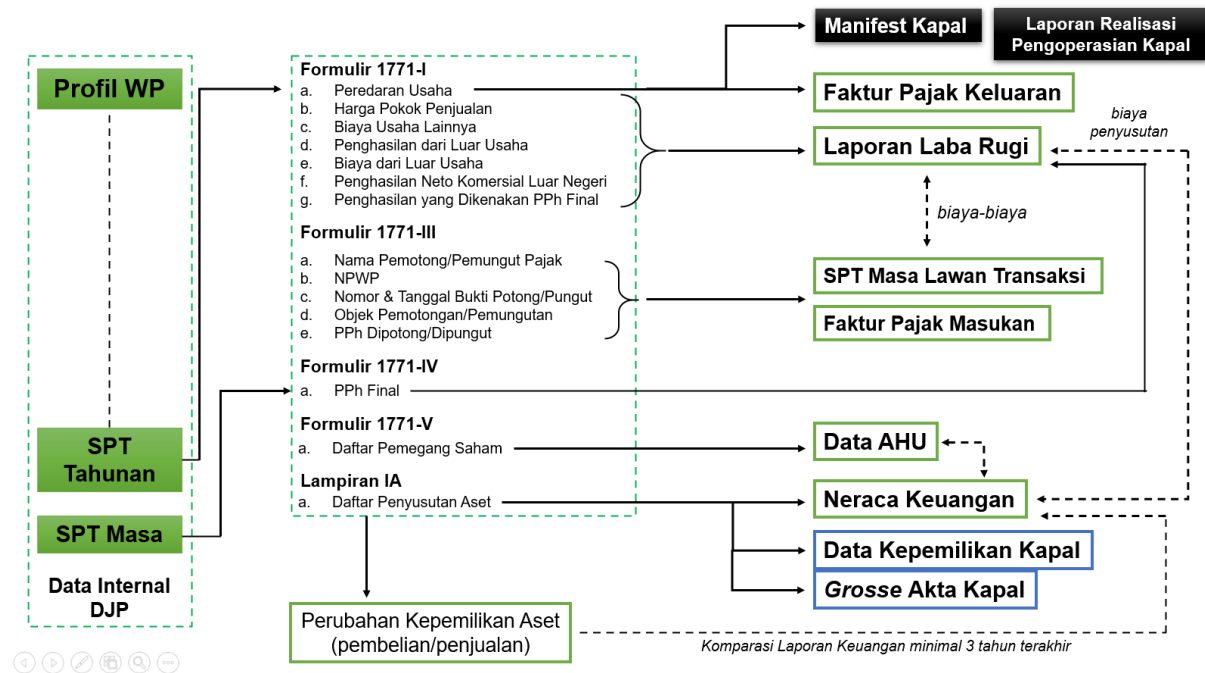 Profil WP
SPT
Tahunan
SPT Masa
Data Internal
DJP
Formulir 1771-I
a. Peredaran Usaha
b. Harga Pokok Penjualan
c. Biaya Usaha Lainnya
d. Penghasilan dari Luar Usaha
e. Biaya dari Luar Usaha
f. Penghasilan Neto Komersial Luar Negeri
g. Penghasilan yang Dikenakan PPh Final
Formulir 1771-III
a. Nama Pemotong/Pemungut Pajak
b. NPWP
c. Nomor & Tanggal Bukti Potong/Pungut
d. Objek Pemotongan/Pemungutan
e. PPh Dipotong/Dipungut
Formulir 1771-IV
a. PPh Final
Formulir 1771-V
a. Daftar Pemegang Saham
Lampiran IA
a. Daftar Penyusutan Aset
Perubahan Kepemilikan Aset
(pembelian/penjualan)
Manifest Kapal
Laporan Realisasi
Pengoperasian Kapal
Faktur Pajak Keluaran
biaya
penyusutan
Laporan Laba Rugi
biaya-biaya
SPT Masa Lawan Transaksi
Faktur Pajak Masukan
Data AHU
Neraca Keuangan
Data Kepemilikan Kapal
Grosse Akta Kapal
Komparasi Laporan Keuangan minimal 3 tahun terakhir